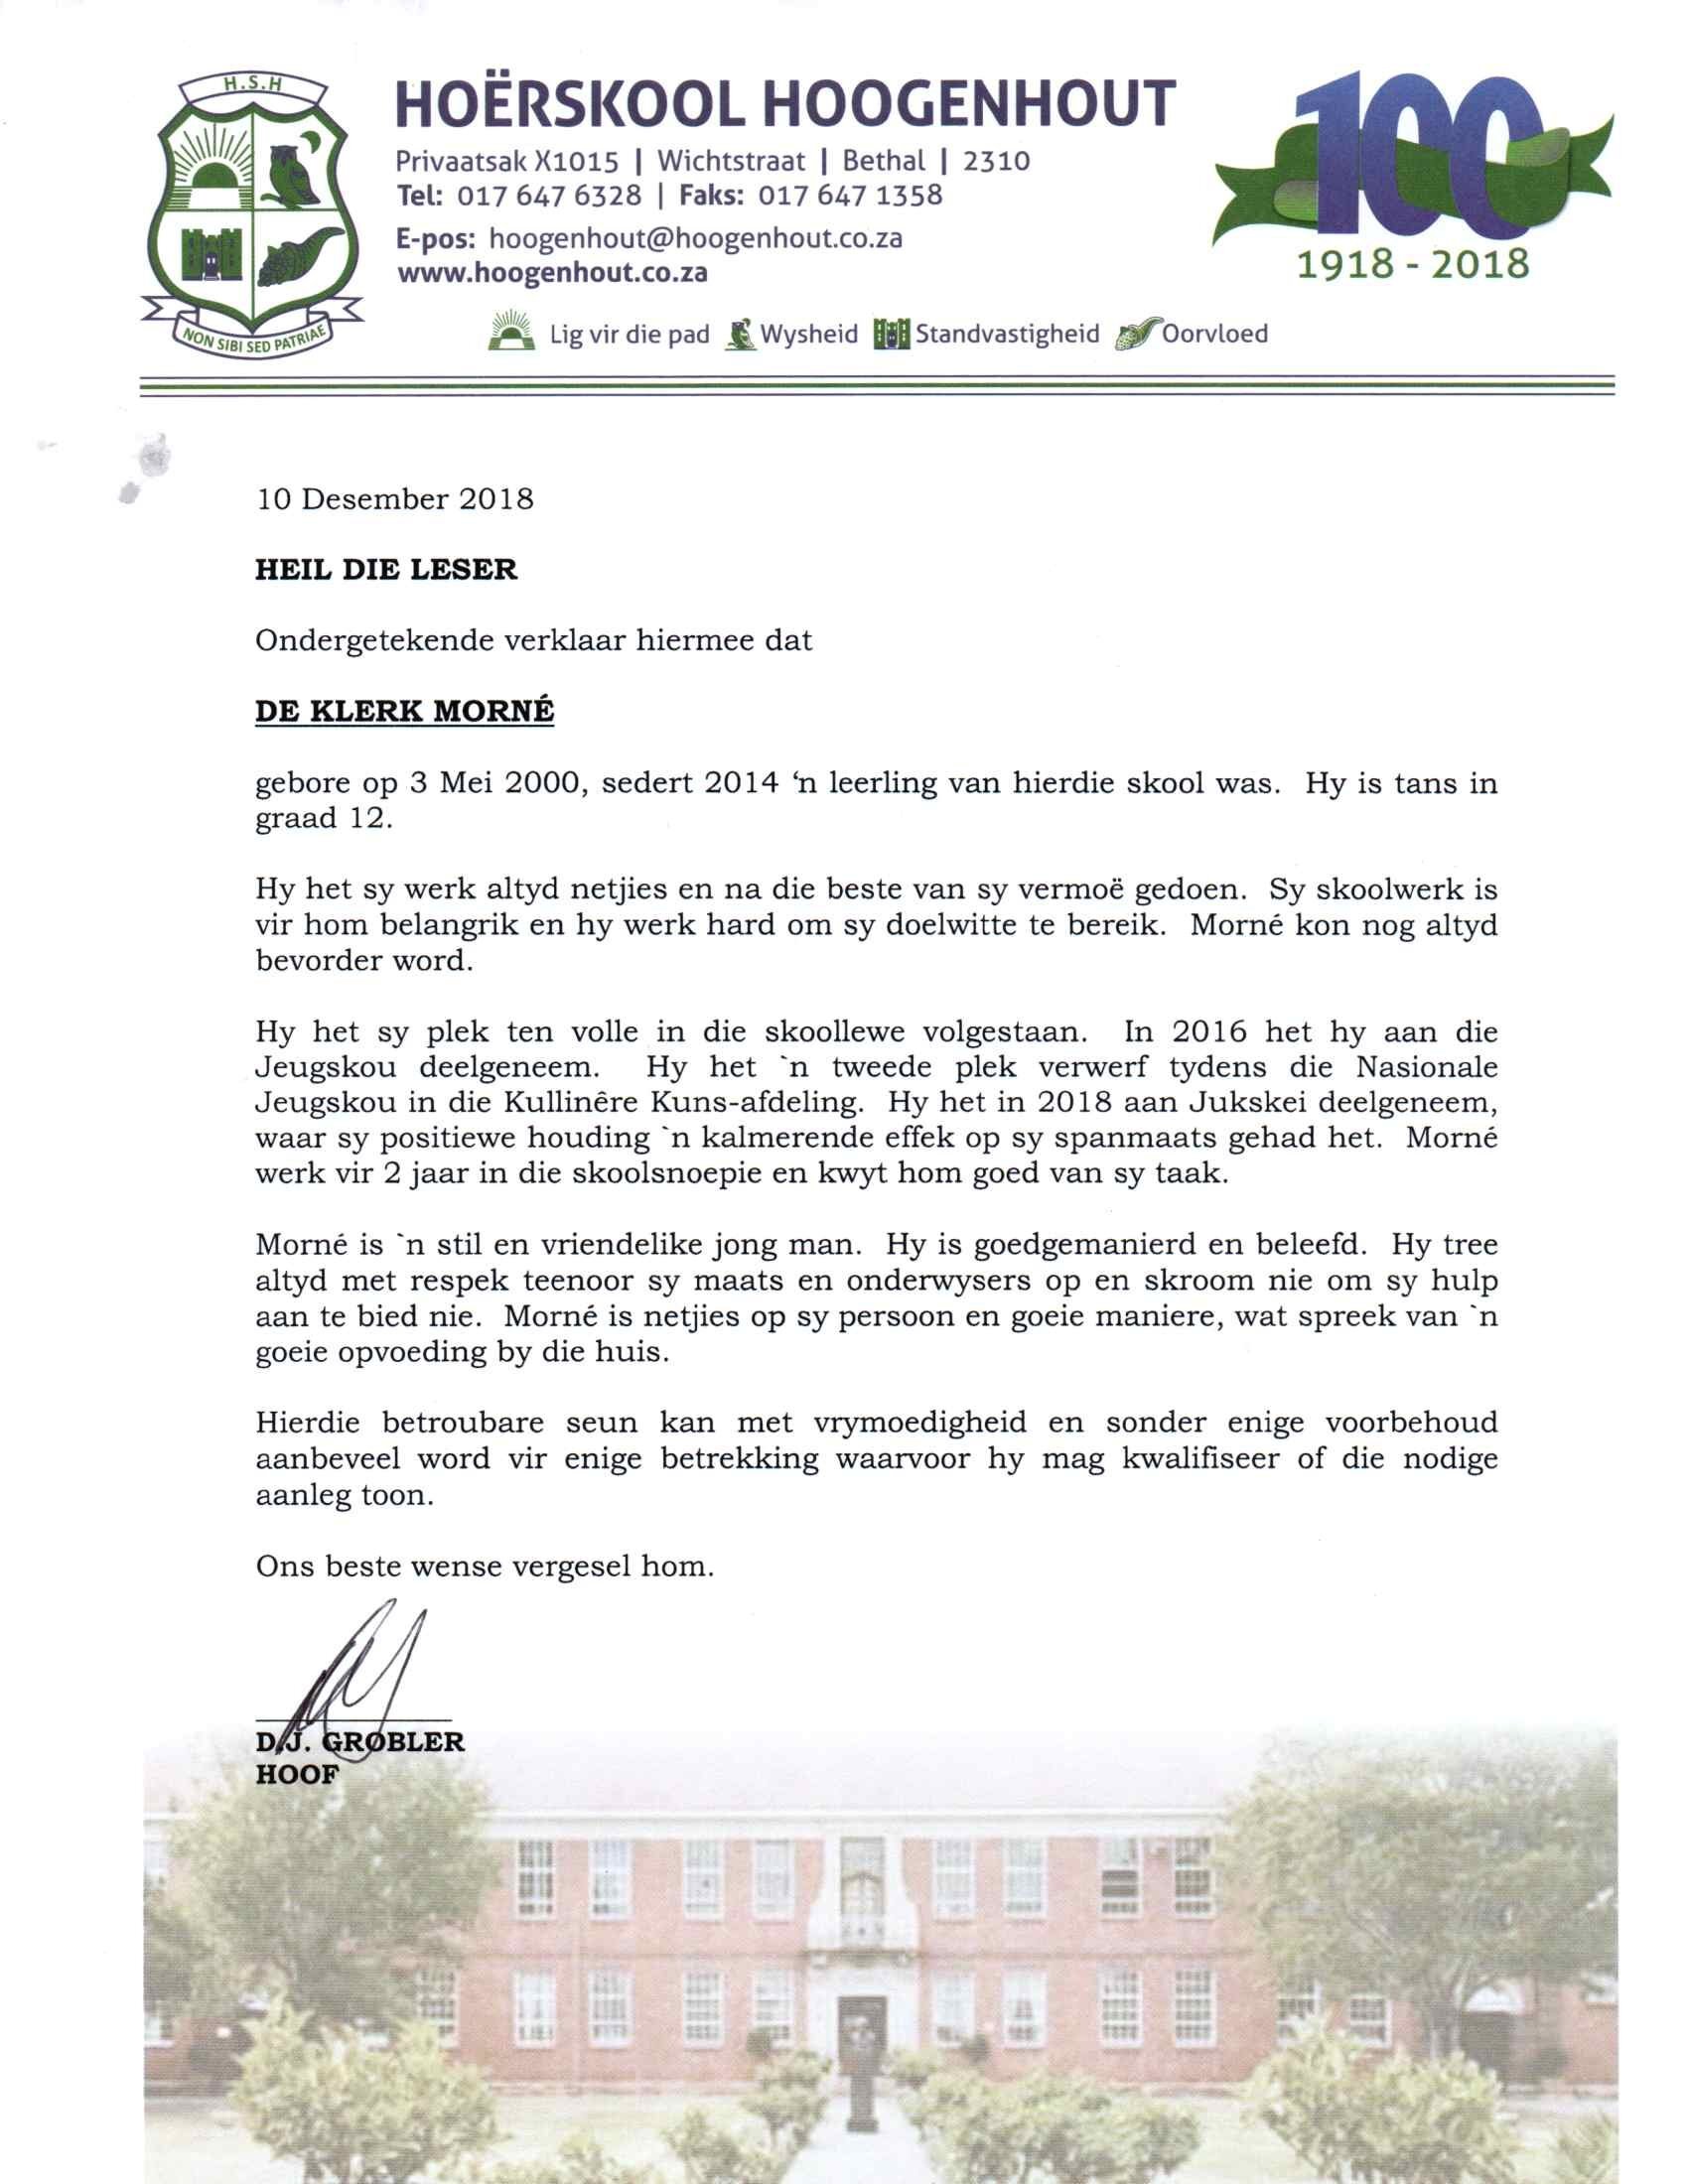 H.S.H
NON SIBI SED PATRIAE
HOËRSKOOL HOOGENHOUT
Privaatsak X1015 | Wichtstraat | Bethal | 2310
Tel: 017 647 6328 | Faks: 017 647 1358
E-pos: hoogenhout@hoogenhout.co.za
www.hoogenhout.co.za
100
1918 - 2018
Lig vir die pad Wysheid Standvastigheid Oorvloed
10 Desember 2018
HEIL DIE LESER
Ondergetekende verklaar hiermee dat
DE KLERK MORNÉ
gebore op 3 Mei 2000, sedert 2014 ‘n leerling van hierdie skool was. Hy is tans in
graad 12.
Hy het sy werk altyd netjies en na die beste van sy vermoë gedoen. Sy skoolwerk is
vir hom belangrik en hy werk hard om sy doelwitte te bereik. Morné kon nog altyd
bevorder word.
Hy het sy plek ten volle in die skoollewe volgestaan. In 2016 het hy aan die
Jeugskou deelgeneem. Hy het `n tweede plek verwerf tydens die Nasionale
Jeugskou in die Kullinêre Kuns-afdeling. Hy het in 2018 aan Jukskei deelgeneem,
waar sy positiewe houding `n kalmerende effek op sy spanmaats gehad het. Morné
werk vir 2 jaar in die skoolsnoepie en kwyt hom goed van sy taak.
Morné is `n stil en vriendelike jong man. Hy is goedgemanierd en beleefd. Hy tree
altyd met respek teenoor sy maats en onderwysers op en skroom nie om sy hulp
aan te bied nie. Morné is netjies op sy persoon en goeie maniere, wat spreek van `n
goeie opvoeding by die huis.
Hierdie betroubare seun kan met vrymoedigheid en sonder enige voorbehoud
aanbeveel word vir enige betrekking waarvoor hy mag kwalifiseer of die nodige
aanleg toon.
Ons beste wense vergesel hom.
D.J. GROBLER
HOOF